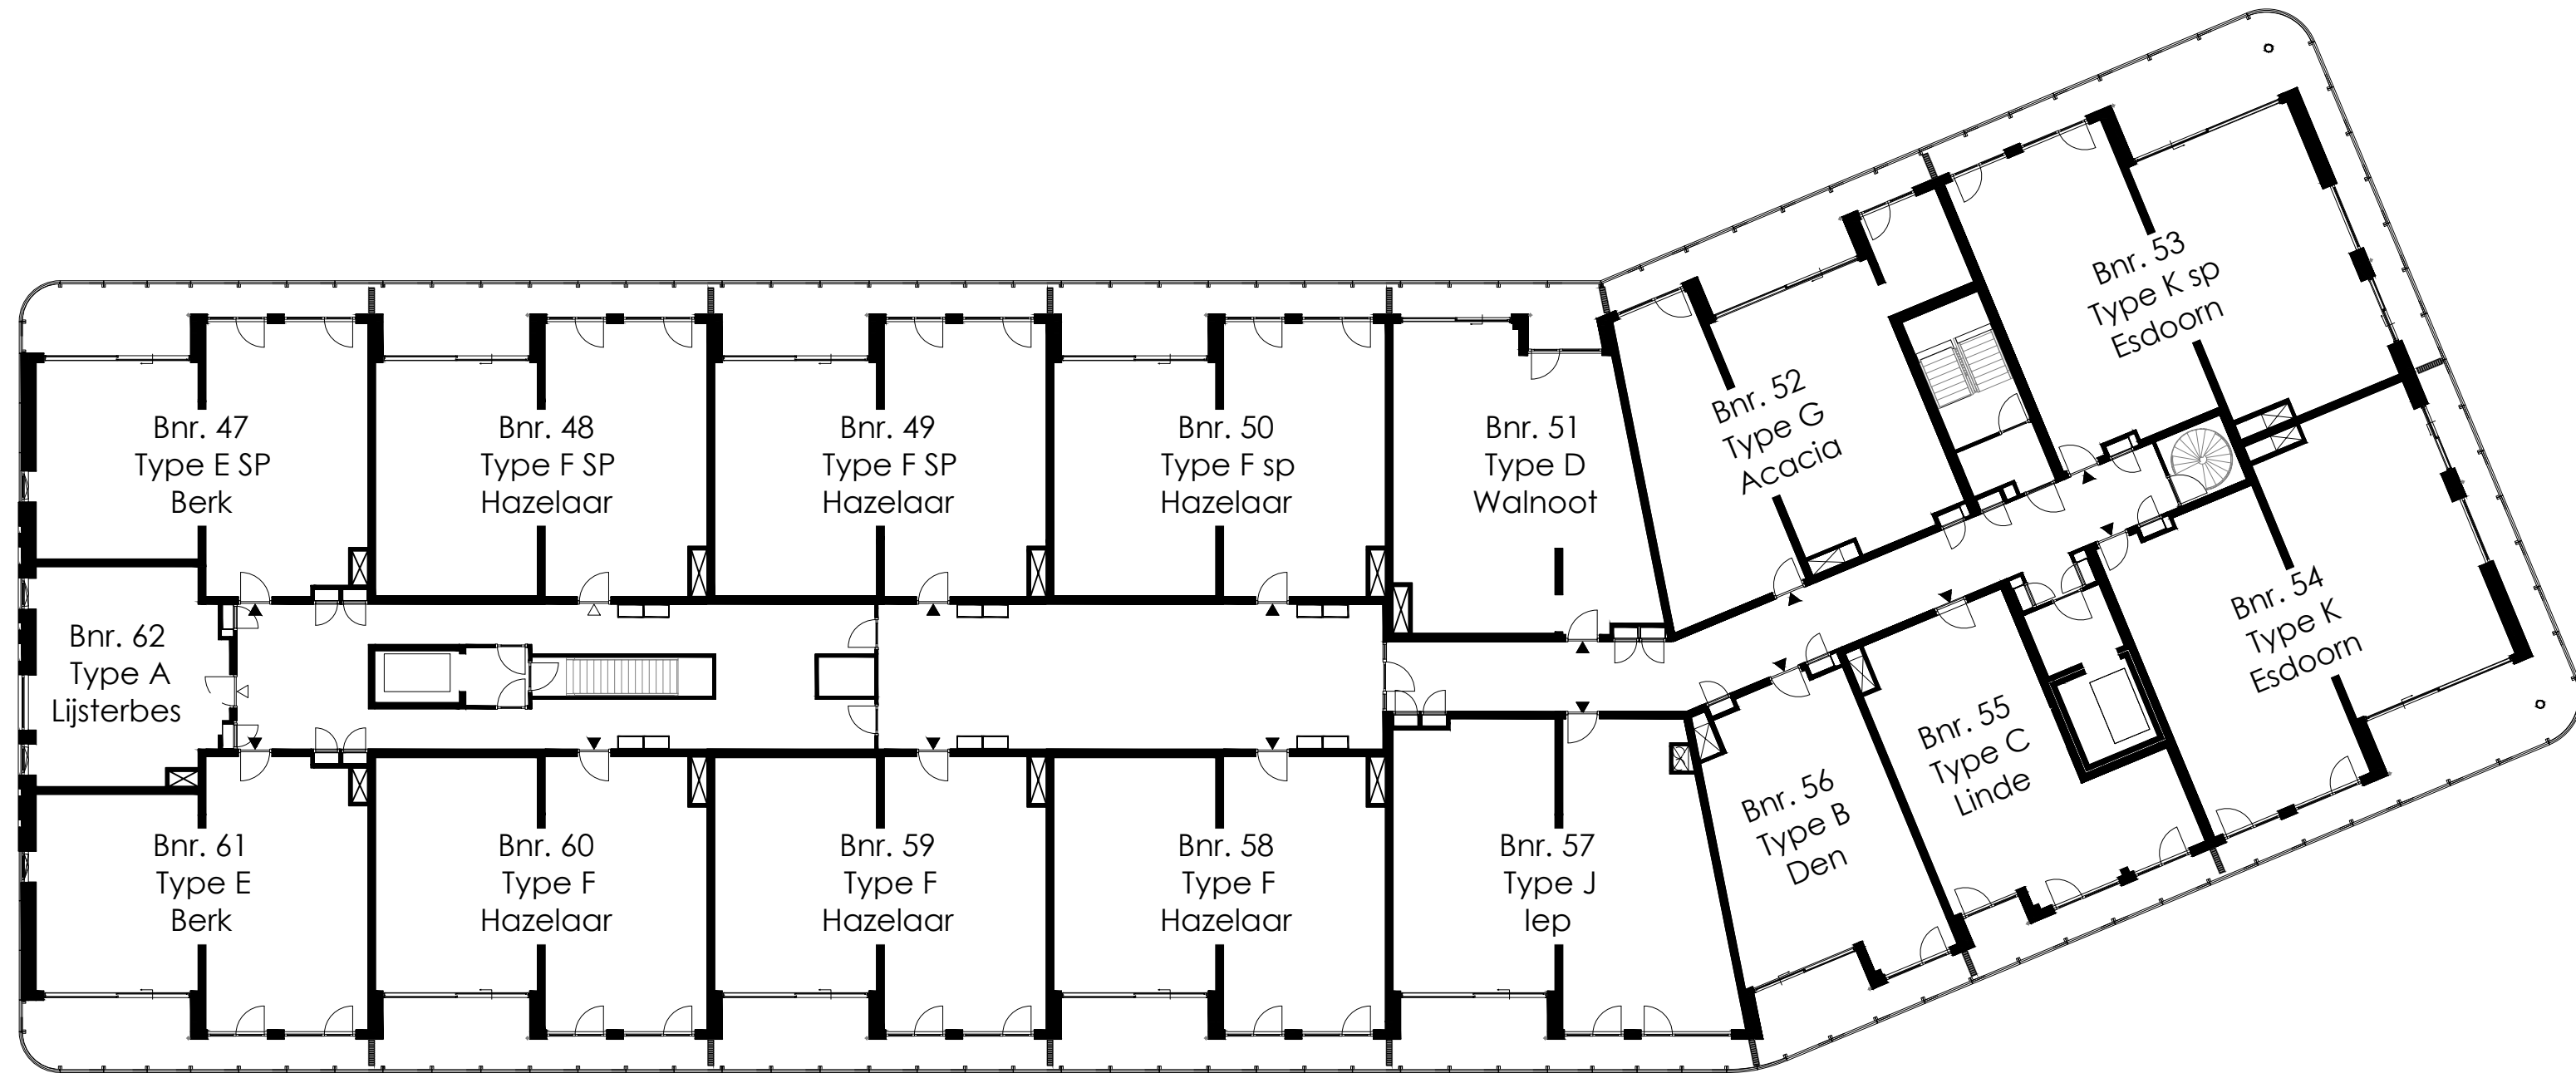 Bnr. 47
Type E SP
Berk
Bnr. 48
Type F SP
Hazelaar
Bnr. 49
Type F SP
Hazelaar
Bnr. 50
Type F sp
Hazelaar
Bnr. 51
Type D
Walnoot
Bnr. 52
Type G
Acacia
Bnr. 53
Type K sp
Esdoorn
Bnr. 54
Type K
Esdoorn
Bnr. 55
Type C
Linde
Bnr. 56
Type B
Den
Bnr. 57
Type J
Iep
Bnr. 58
Type F
Hazelaar
Bnr. 59
Type F
Hazelaar
Bnr. 60
Type F
Hazelaar
Bnr. 61
Type E
Berk
Bnr. 62
Type A
Lijsterbes